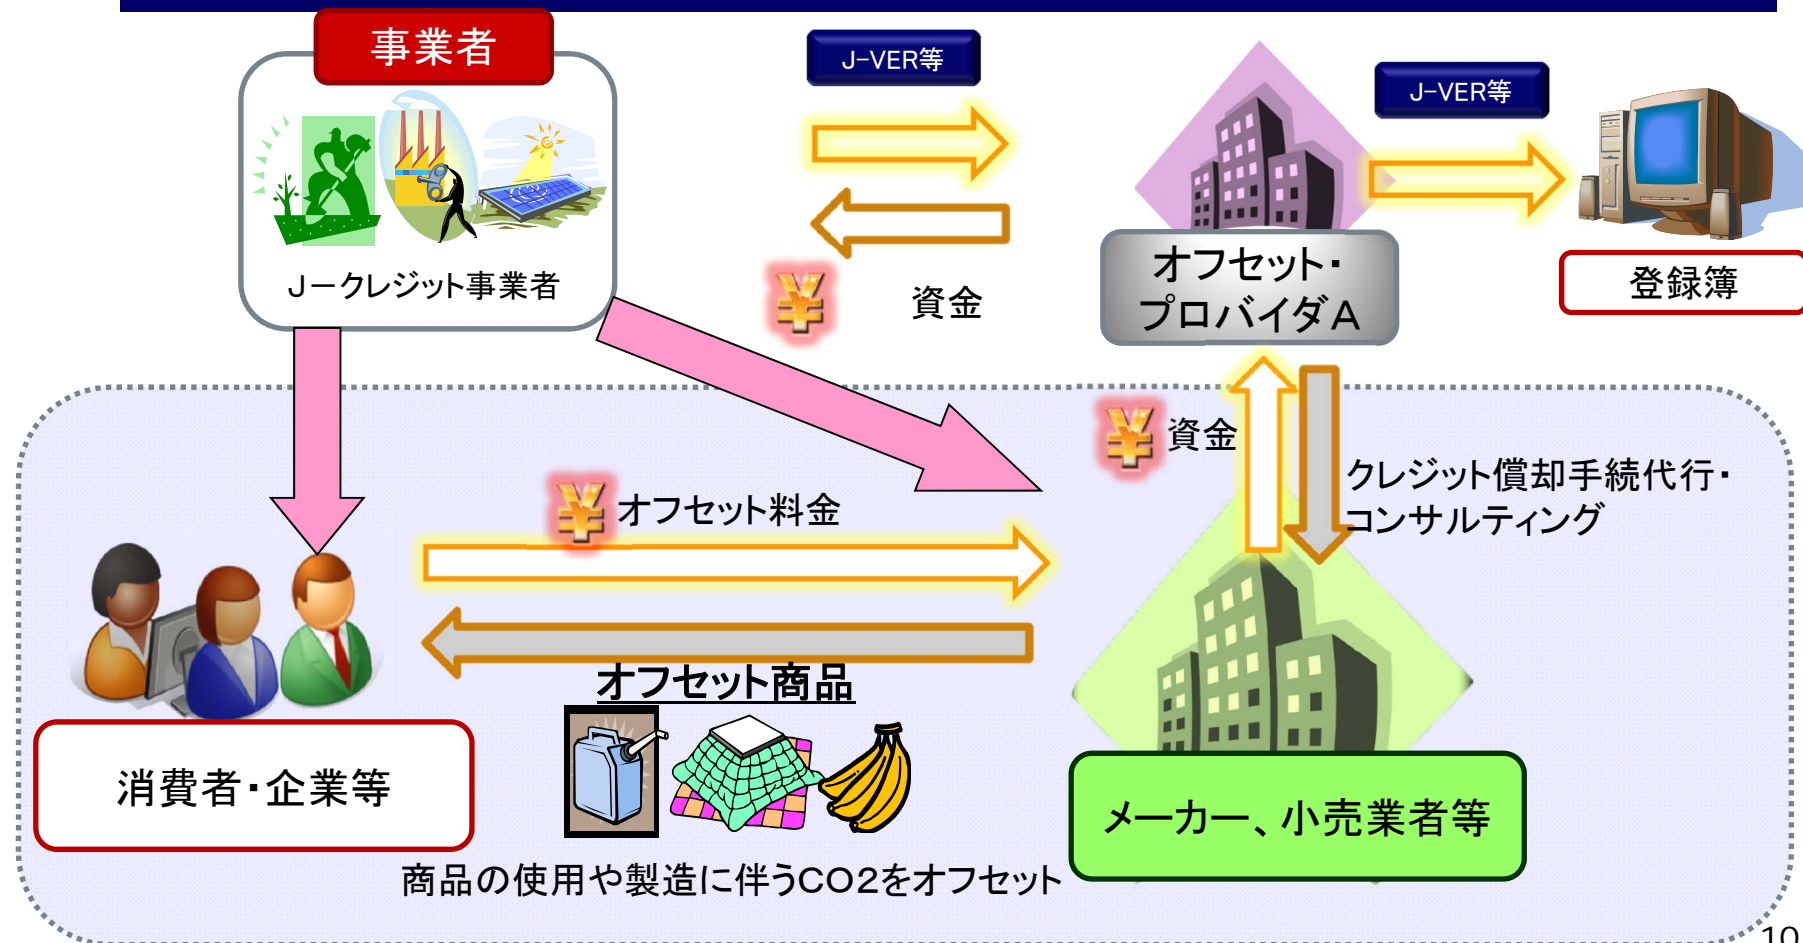 事業者
J-VER等
J-VER等
J－クレジット事業者
資金
オフセット・
プロバイダA
登録簿
資金
クレジット償却手続代行・
コンサルティング
オフセット料金
オフセット商品
消費者・企業等
メーカー、小売業者等
商品の使用や製造に伴うCO2をオフセット
10